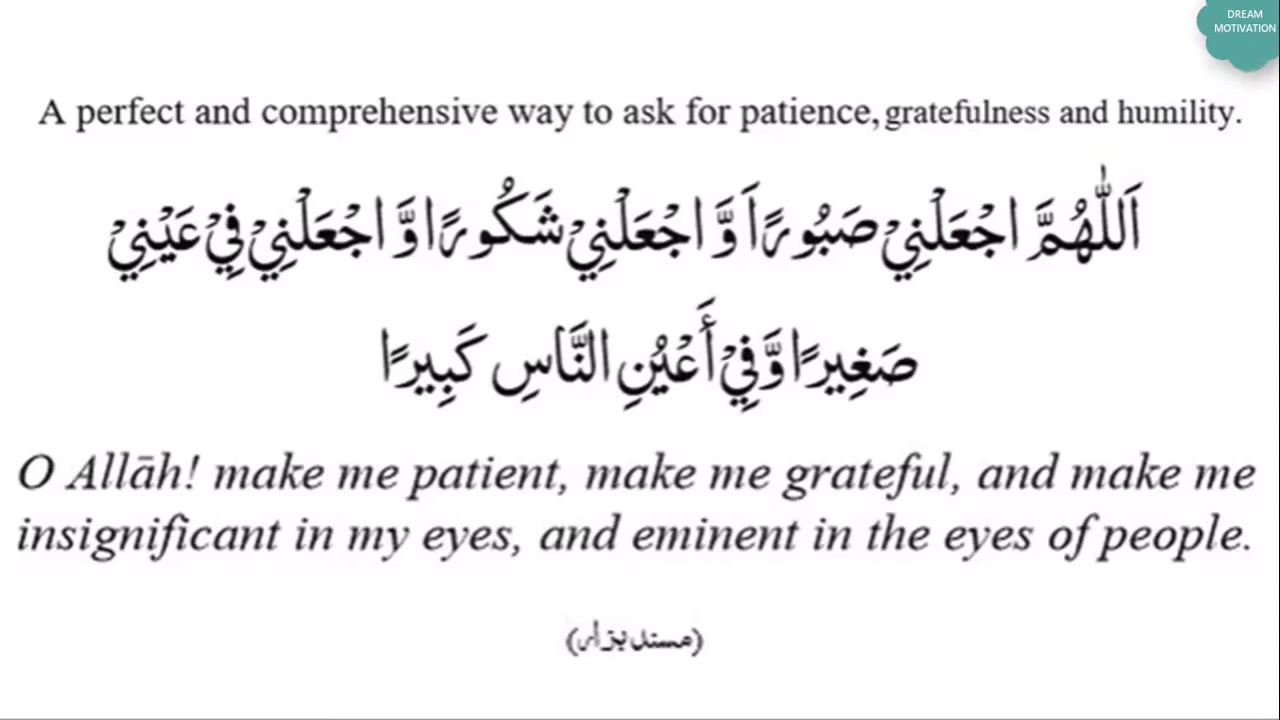 DREAM
MOTIVATION
A perfect and comprehensive way to ask for patience, gratefulness and humility.
اَللّٰهُمَّ اجْعَلْنِيْ صَبُورًا وَّ اجْعَلْنِيْ شَكُورًا وَّ اجْعَلْنِيْ فِيْ عَيْنِيْ
صَغِيرًا وَّفِيْ أَعْيُنِ النَّاسِ كَبِيرًا
O Allāh! make me patient, make me grateful, and make me
insignificant in my eyes, and eminent in the eyes of people.
(مسند بزار)